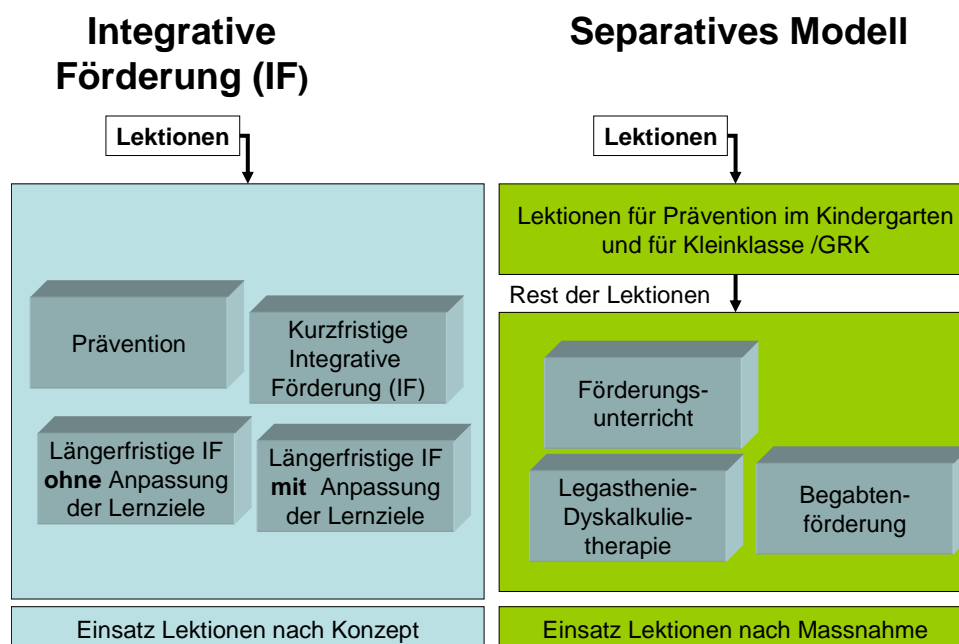 Integrative
Förderung (IF)
Lektionen
Prävention
Kurzfristige
Integrative
Förderung (IF)
Längerfristige IF
ohne Anpassung
der Lernziele
Längerfristige IF
mit Anpassung
der Lernziele
Einsatz Lektionen nach Konzept
Separatives Modell
Lektionen
Lektionen für Prävention im Kindergarten
und für Kleinklasse /GRK
Rest der Lektionen
Förderungs-
unterricht
Legasthenie-
Dyskalkulie-
therapie
Begabten-
förderung
Einsatz Lektionen nach Massnahme